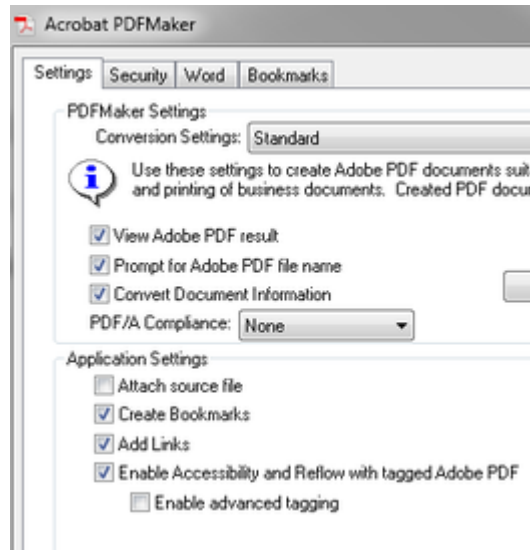 Acrobat PDFMaker
Settings Security Word Bookmarks
PDFMaker Settings
Conversion Settings: Standard
Use these settings to create Adobe PDF documents suit
and printing of business documents. Created PDF docu
View Adobe PDF result
Prompt for Adobe PDF file name
Convert Document Information
PDF/A Compliance: None
Application Settings
Attach source file
Create Bookmarks
Add Links
Enable Accessibility and Reflow with tagged Adobe PDF
Enable advanced tagging